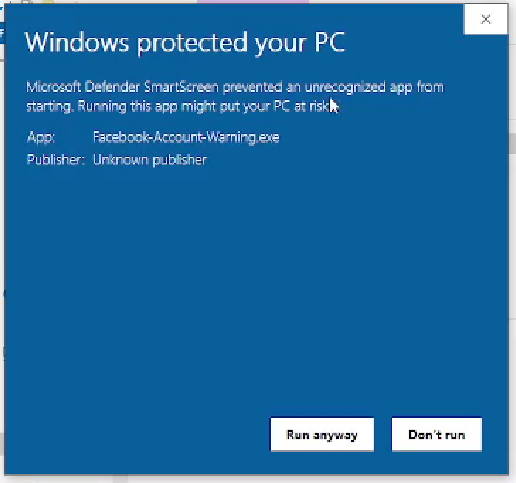 Windows protected your PC
Microsoft Defender SmartScreen prevented an unrecognized app from
starting. Running this app might put your PC at risk.
App: Facebook-Account-Warning.exe
Publisher: Unknown publisher
Run anyway Don't run